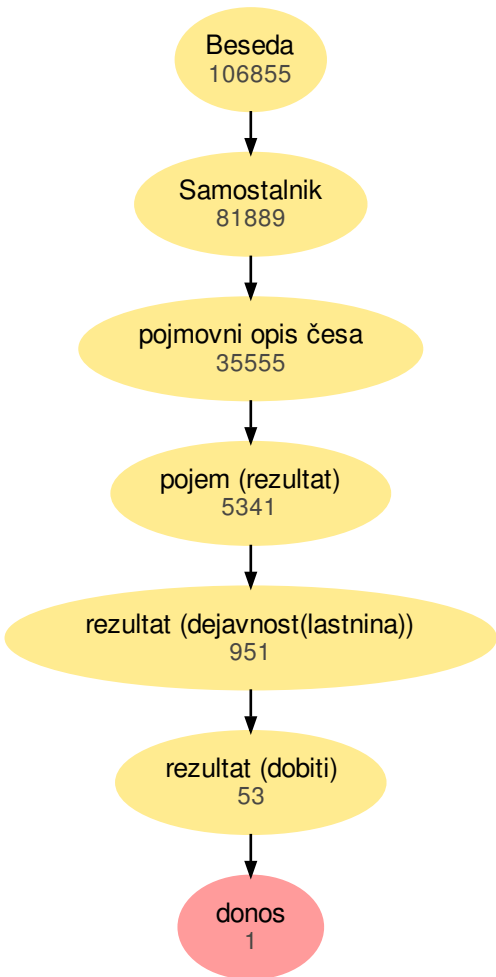 Beseda
106855
Samostalnik
81889
pojmovni opis česa
35555
pojem (rezultat)
5341
rezultat (dejavnost(lastnina))
951
rezultat (dobiti)
53
donos
1